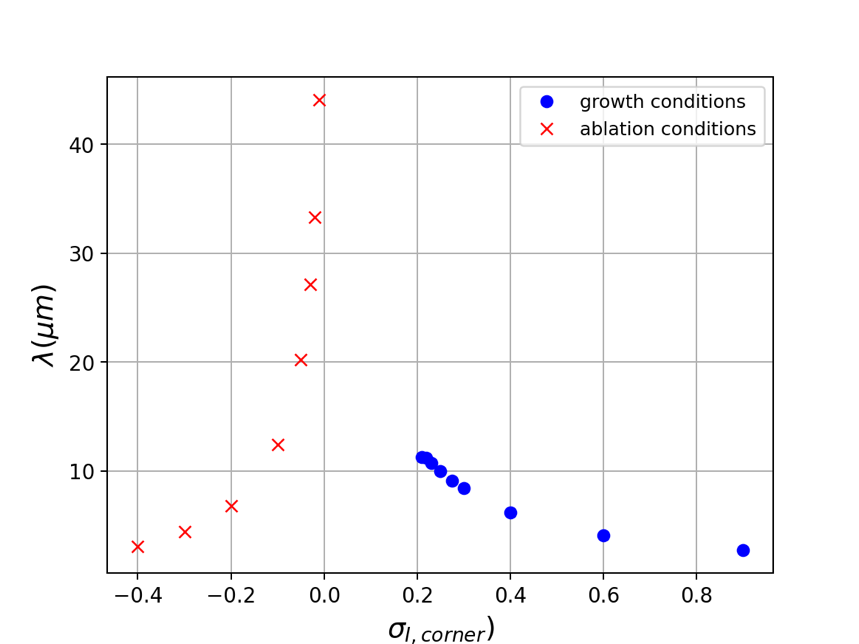 growth conditions
ablation conditions
40
30
20
10
λ(μm)
−0.4 −0.2 0.0 0.2 0.4 0.6 0.8
σl, corner)